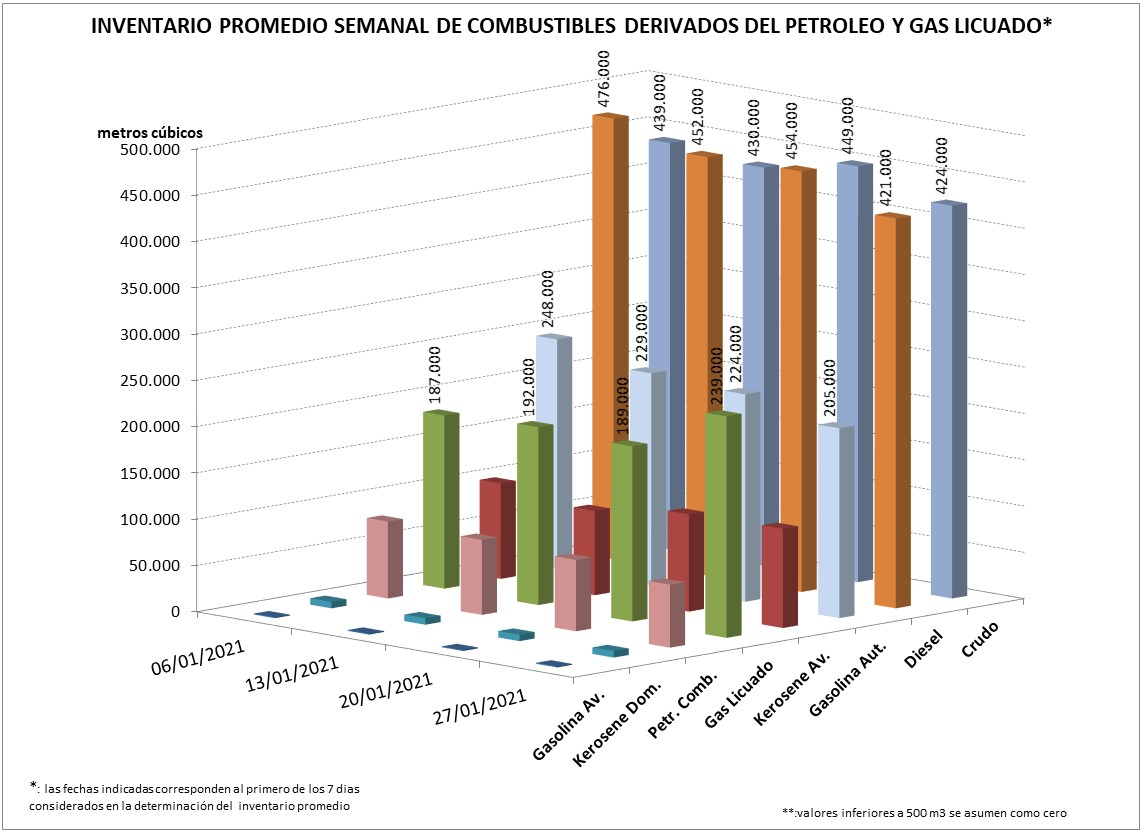 INVENTARIO PROMEDIO SEMANAL DE COMBUSTIBLES DERIVADOS DEL PETROLEO Y GAS LICUADO*
metros cúbicos
500.000
450.000
400.000
350.000
300.000
250.000
200.000
150.000
100.000
50.000
0
476.000
439.000
452.000
430.000
454.000
449.000
421.000
424.000
248.000
229.000
224.000
205.000
187.000
192.000
189.000
239.000
06/01/2021
13/01/2021
20/01/2021
27/01/2021
Gasolina Av.
Kerosene Dom.
Petr. Comb.
Gas Licuado
Kerosene Av.
Gasolina Aut.
Diesel
Crudo
*: las fechas indicadas corresponden al primero de los 7 dias
considerados en la determinación del inventario promedio
**:valores inferiores a 500 m3 se asumen como cero